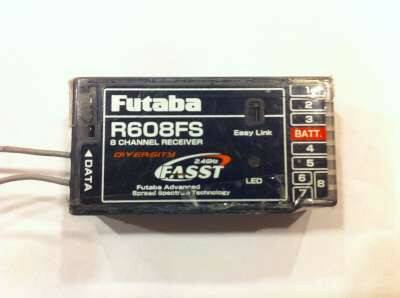 Futaba
R608FS
8 CHANNEL RECEIVER
DIVERSITY
2.4GHz
FASST
Futaba Advanced
Spread Spectrum Technology
Easy Link
LED
◄DATA
1
2
3
BATT.
4
5
6
7
8